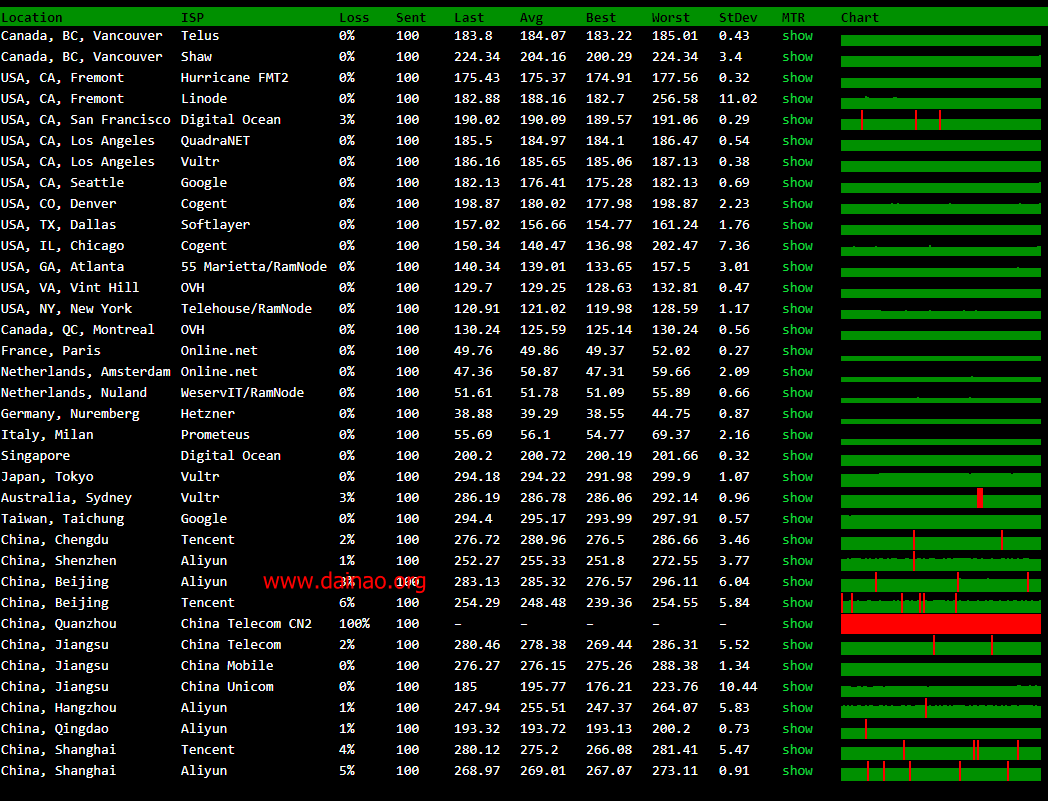 Location ISP Loss Sent Last Avg Best Worst StDev MTR Chart
Canada, BC, Vancouver Telus 0% 100 183.8 184.07 183.22 185.01 0.43 show
Canada, BC, Vancouver Shaw 0% 100 224.34 204.16 200.29 224.34 3.4 show
USA, CA, Fremont Hurricane FMT2 0% 100 175.43 175.37 174.91 177.56 0.32 show
USA, CA, Fremont Linode 0% 100 182.88 188.16 182.7 256.58 11.02 show
USA, CA, San Francisco Digital Ocean 3% 100 190.02 190.09 189.57 191.06 0.29 show
USA, CA, Los Angeles QuadraNET 0% 100 185.5 184.97 184.1 186.47 0.54 show
USA, CA, Los Angeles Vultr 0% 100 186.16 185.65 185.06 187.13 0.38 show
USA, CA, Seattle Google 0% 100 182.13 176.41 175.28 182.13 0.69 show
USA, CO, Denver Cogent 0% 100 198.87 180.02 177.98 198.87 2.23 show
USA, TX, Dallas Softlayer 0% 100 157.02 156.66 154.77 161.24 1.76 show
USA, IL, Chicago Cogent 0% 100 150.34 140.47 136.98 202.47 7.36 show
USA, GA, Atlanta 55 Marietta/RamNode 0% 100 140.34 139.01 133.65 157.5 3.01 show
USA, VA, Vint Hill OVH 0% 100 129.7 129.25 128.63 132.81 0.47 show
USA, NY, New York Telehouse/RamNode 0% 100 120.91 121.02 119.98 128.59 1.17 show
Canada, QC, Montreal OVH 0% 100 130.24 125.59 125.14 130.24 0.56 show
France, Paris Online.net 0% 100 49.76 49.86 49.37 52.02 0.27 show
Netherlands, Amsterdam Online.net 0% 100 47.36 50.87 47.31 59.66 2.09 show
Netherlands, Nuland WeservIT/RamNode 0% 100 51.61 51.78 51.09 55.89 0.66 show
Germany, Nuremberg Hetzner 0% 100 38.88 39.29 38.55 44.75 0.87 show
Italy, Milan Prometeus 0% 100 55.69 56.1 54.77 69.37 2.16 show
Singapore Digital Ocean 0% 100 200.2 200.72 200.19 201.66 0.32 show
Japan, Tokyo Vultr 0% 100 294.18 294.22 291.98 299.9 1.07 show
Australia, Sydney Vultr 3% 100 286.19 286.78 286.06 292.14 0.96 show
Taiwan, Taichung Google 0% 100 294.4 295.17 293.99 297.91 0.57 show
China, Chengdu Tencent 2% 100 276.72 280.96 276.5 286.66 3.46 show
China, Shenzhen Aliyun 1% 100 252.27 255.33 251.8 272.55 3.77 show
China, Beijing Aliyun 3% 100 283.13 285.32 276.57 296.11 6.04 show
www.dainao.org
China, Beijing Tencent 6% 100 254.29 248.48 239.36 254.55 5.84 show
China, Quanzhou China Telecom CN2 100% 100 – – – – – show
China, Jiangsu China Telecom 2% 100 280.46 278.38 269.44 286.31 5.52 show
China, Jiangsu China Mobile 0% 100 276.27 276.15 275.26 288.38 1.34 show
China, Jiangsu China Unicom 0% 100 185 195.77 176.21 223.76 10.44 show
China, Hangzhou Aliyun 1% 100 247.94 255.51 247.37 264.07 5.83 show
China, Qingdao Aliyun 1% 100 193.32 193.72 193.13 200.2 0.73 show
China, Shanghai Tencent 4% 100 280.12 275.2 266.08 281.41 5.47 show
China, Shanghai Aliyun 5% 100 268.97 269.01 267.07 273.11 0.91 show